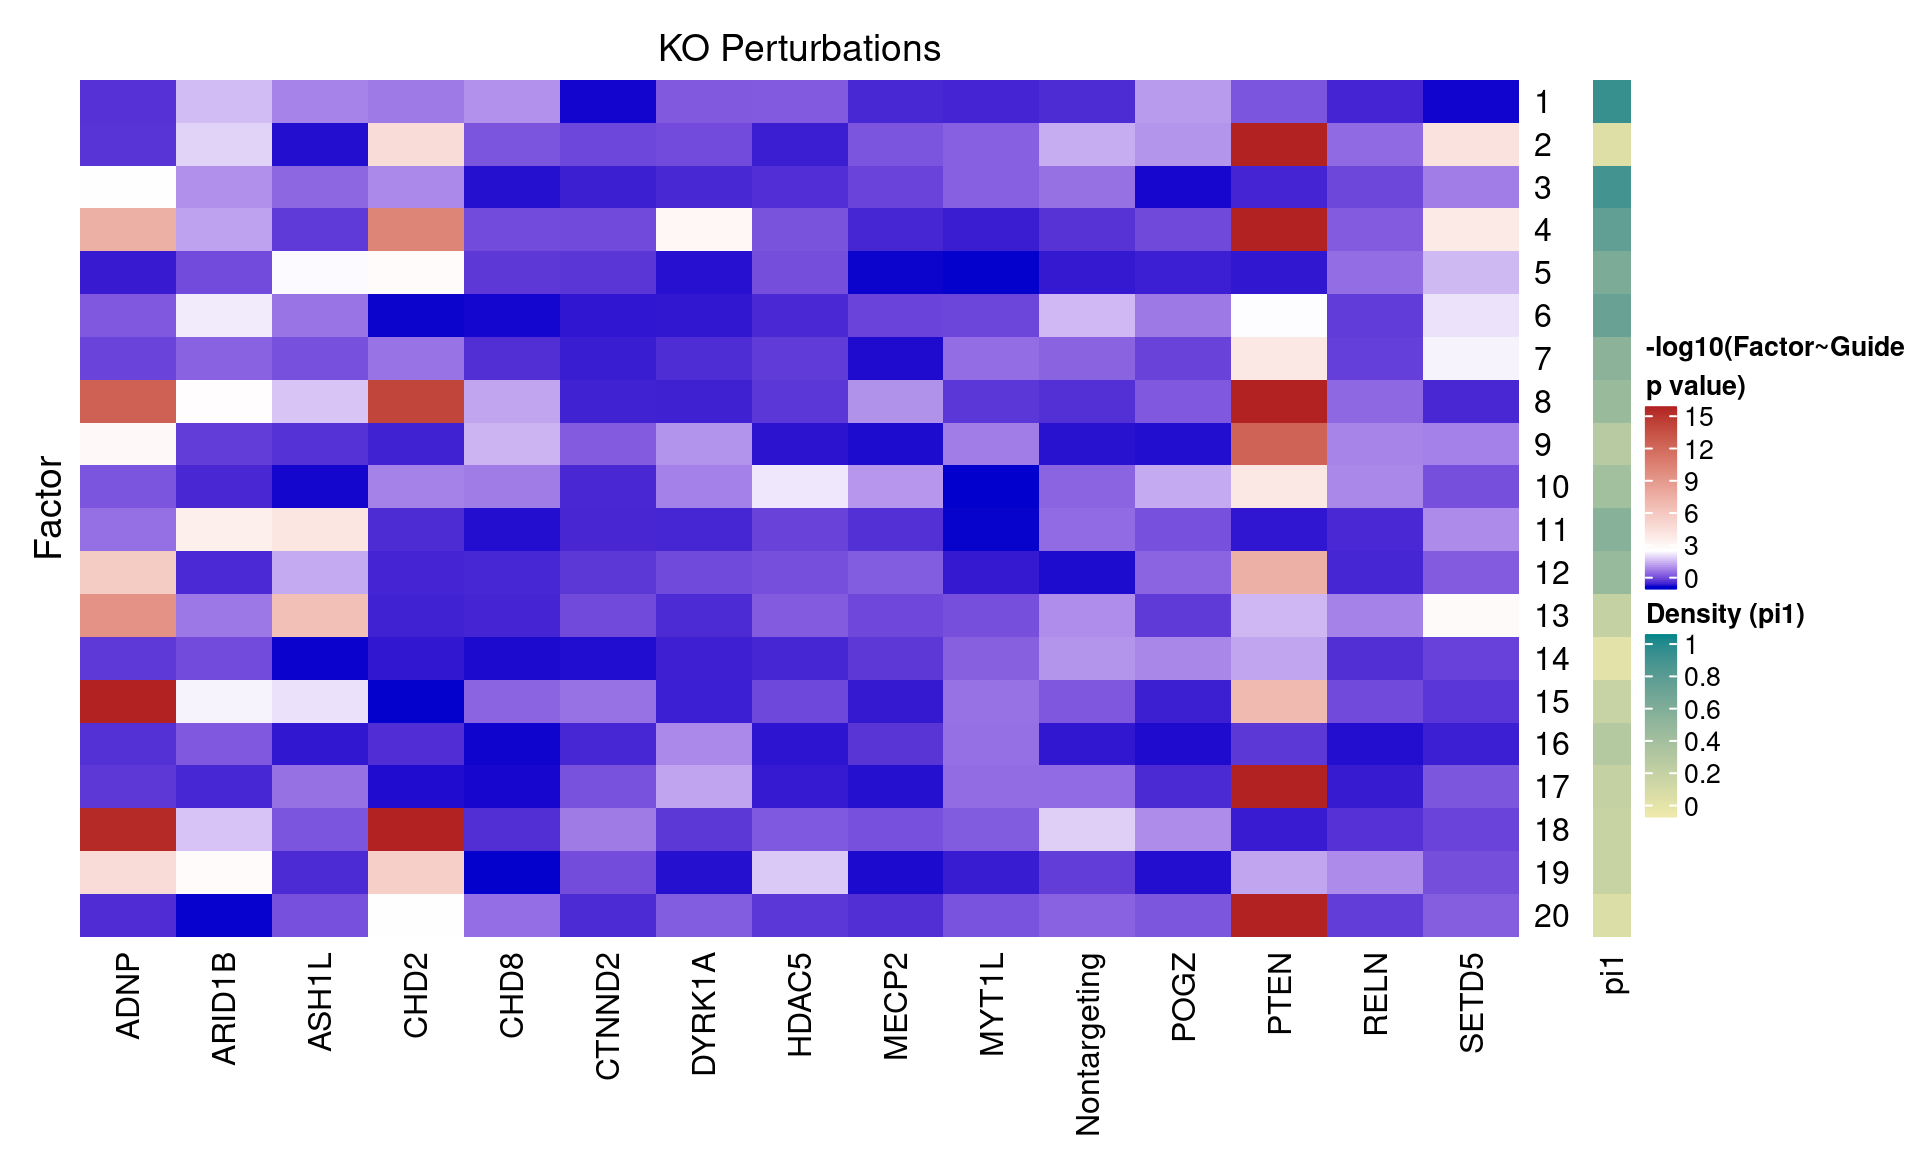 KO Perturbations
Factor
1
2
3
4
5
6
7
8
9
10
11
12
13
14
15
16
17
18
19
20
ADNP
ARID1B
ASH1L
CHD2
CHD8
CTNND2
DYRK1A
HDAC5
MECP2
MYT1L
Nontargeting
POGZ
PTEN
RELN
SETD5
pi1
-log10(Factor~Guide
p value)
15
12
9
6
3
0
Density (pi1)
1
0.8
0.6
0.4
0.2
0